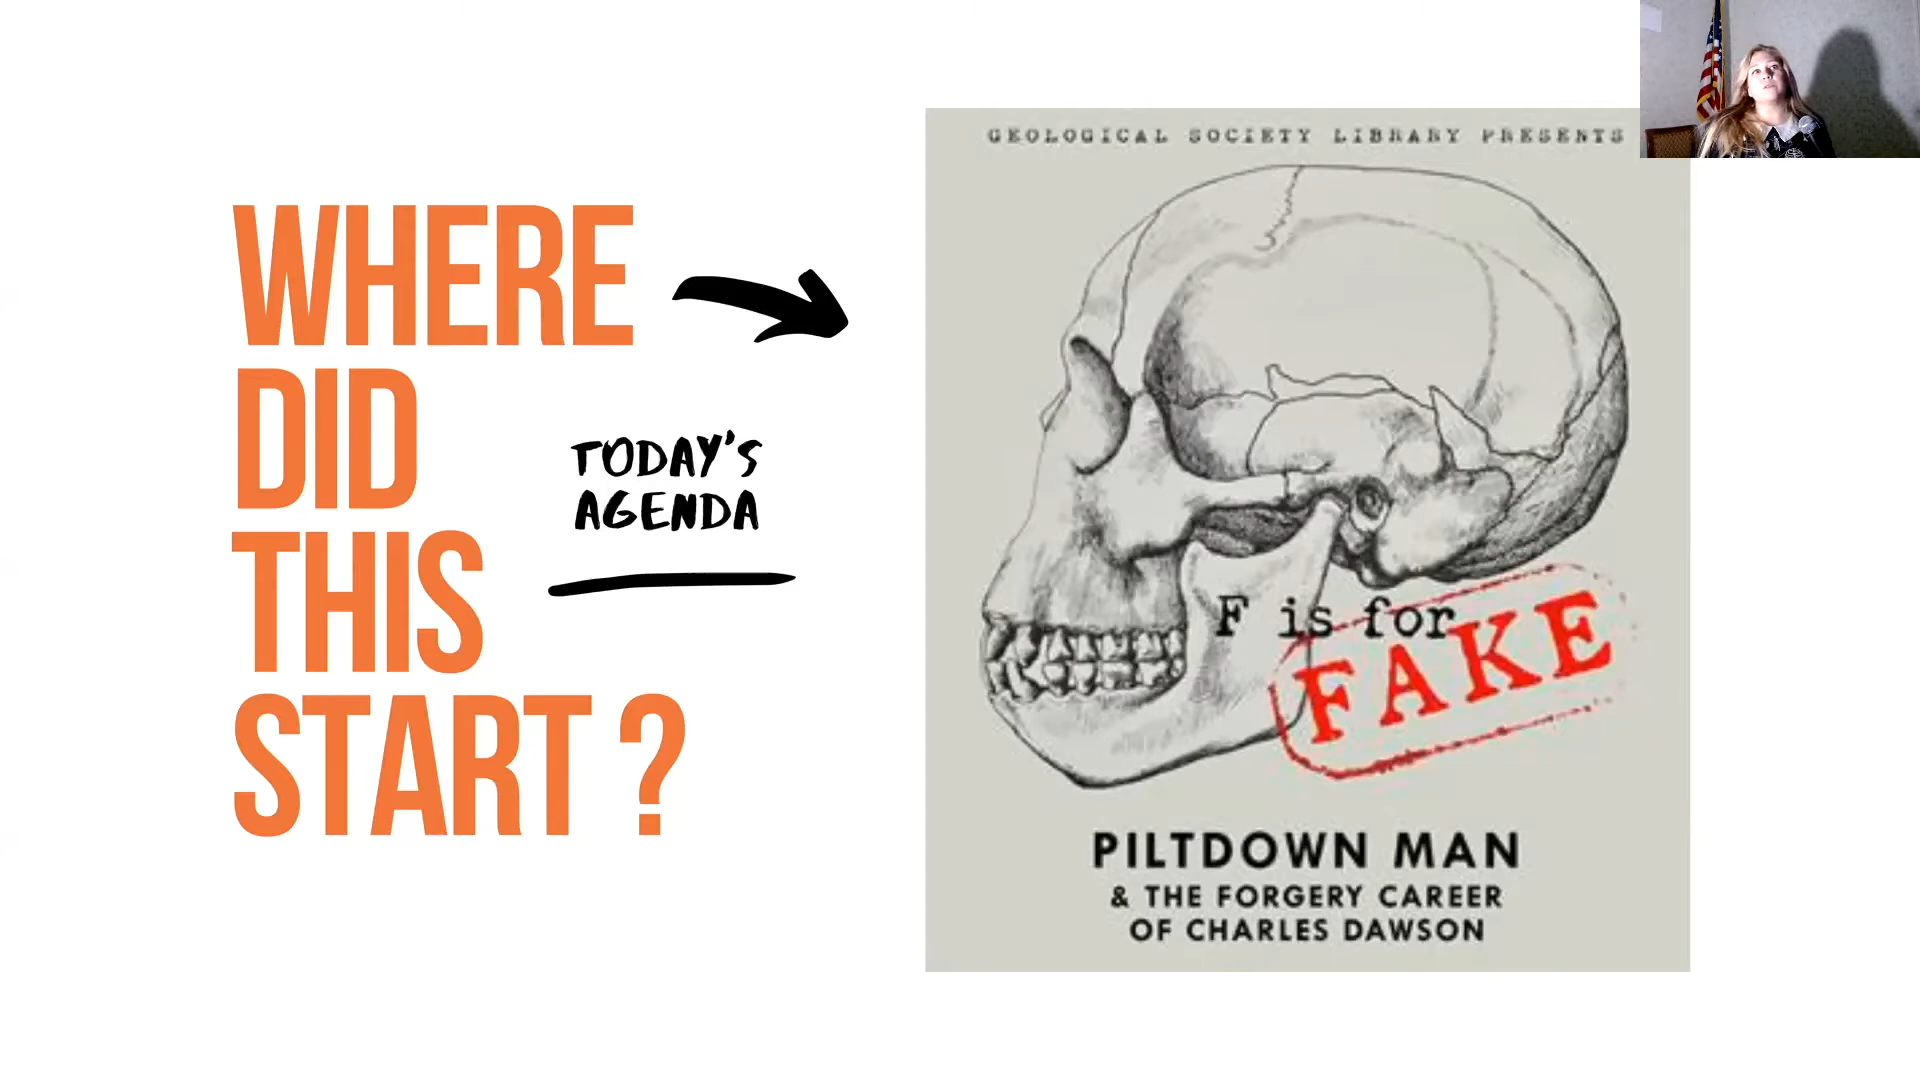 WHERE
DID
THIS
START ?
TODAY'S
AGENDA
GEOLOGICAL SOCIETY LIBRARY PRESENTS
F is for
FAKE
PILTDOWN MAN
& THE FORGERY CAREER
OF CHARLES DAWSON